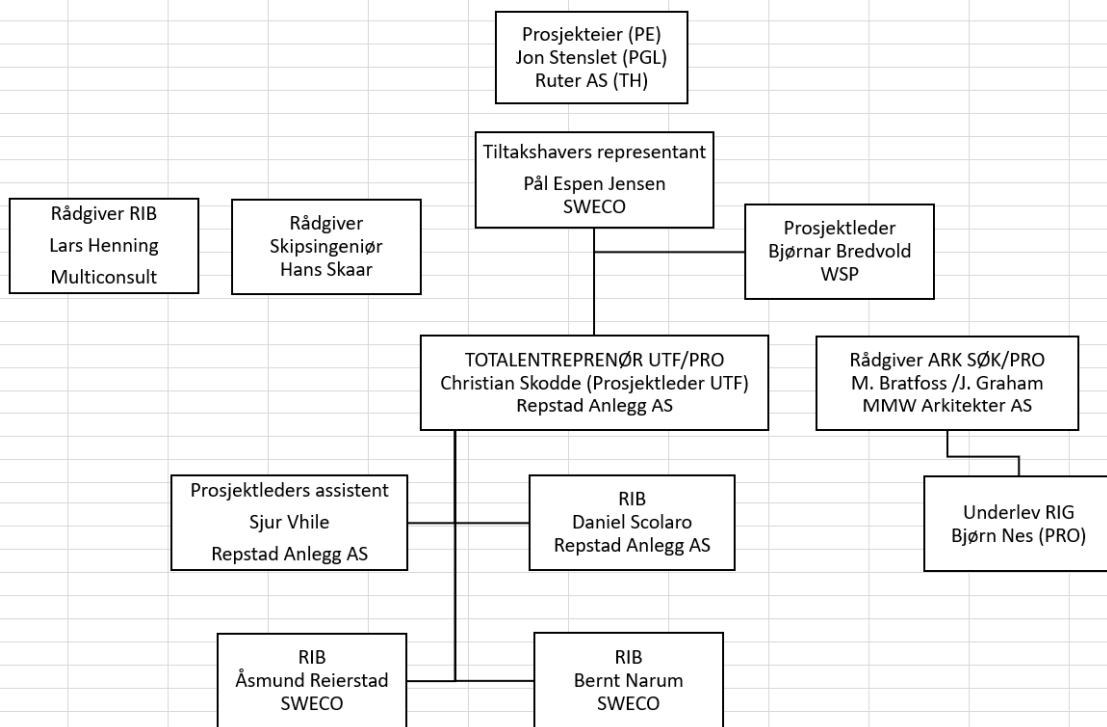 Prosjekteier (PE)
Jon Stenslet (PGL)
Ruter AS (TH)
Tiltakshavers representant
Pål Espen Jensen
SWECO
Rådgiver RIB
Lars Henning
Multiconsult
Rådgiver
Skipsingeniør
Hans Skaar
Prosjektleder
Bjørnar Bredvold
WSP
TOTALENTREPRENØR UTF/PRO
Christian Skodde (Prosjektleder UTF)
Repstad Anlegg AS
Rådgiver ARK SØK/PRO
M. Bratfoss /J. Graham
MMW Arkitekter AS
Prosjektleders assistent
Sjur Vhile
Repstad Anlegg AS
RIB
Daniel Scolaro
Repstad Anlegg AS
Underlev RIG
Bjørn Nes (PRO)
RIB
Åsmund Reierstad
SWECO
RIB
Bernt Narum
SWECO